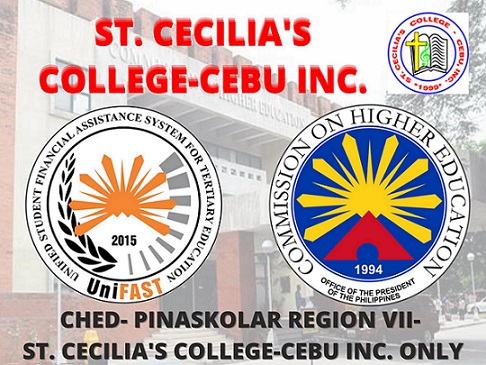 ST. CECILIA'S
COLLEGE-CEBU INC.
ST. CECILIA'S COLLEGE - CEBU, INC.
1999
UNIFIED STUDENT FINANCIAL ASSISTANCE SYSTEM FOR TERTIARY EDUCATION
2015
UniFAST
COMMISSION ON HIGHER EDUCATION
1994
OFFICE OF THE PRESIDENT
OF THE PHILIPPINES
CHED- PINASKOLAR REGION VII-
ST. CECILIA'S COLLEGE-CEBU INC. ONLY